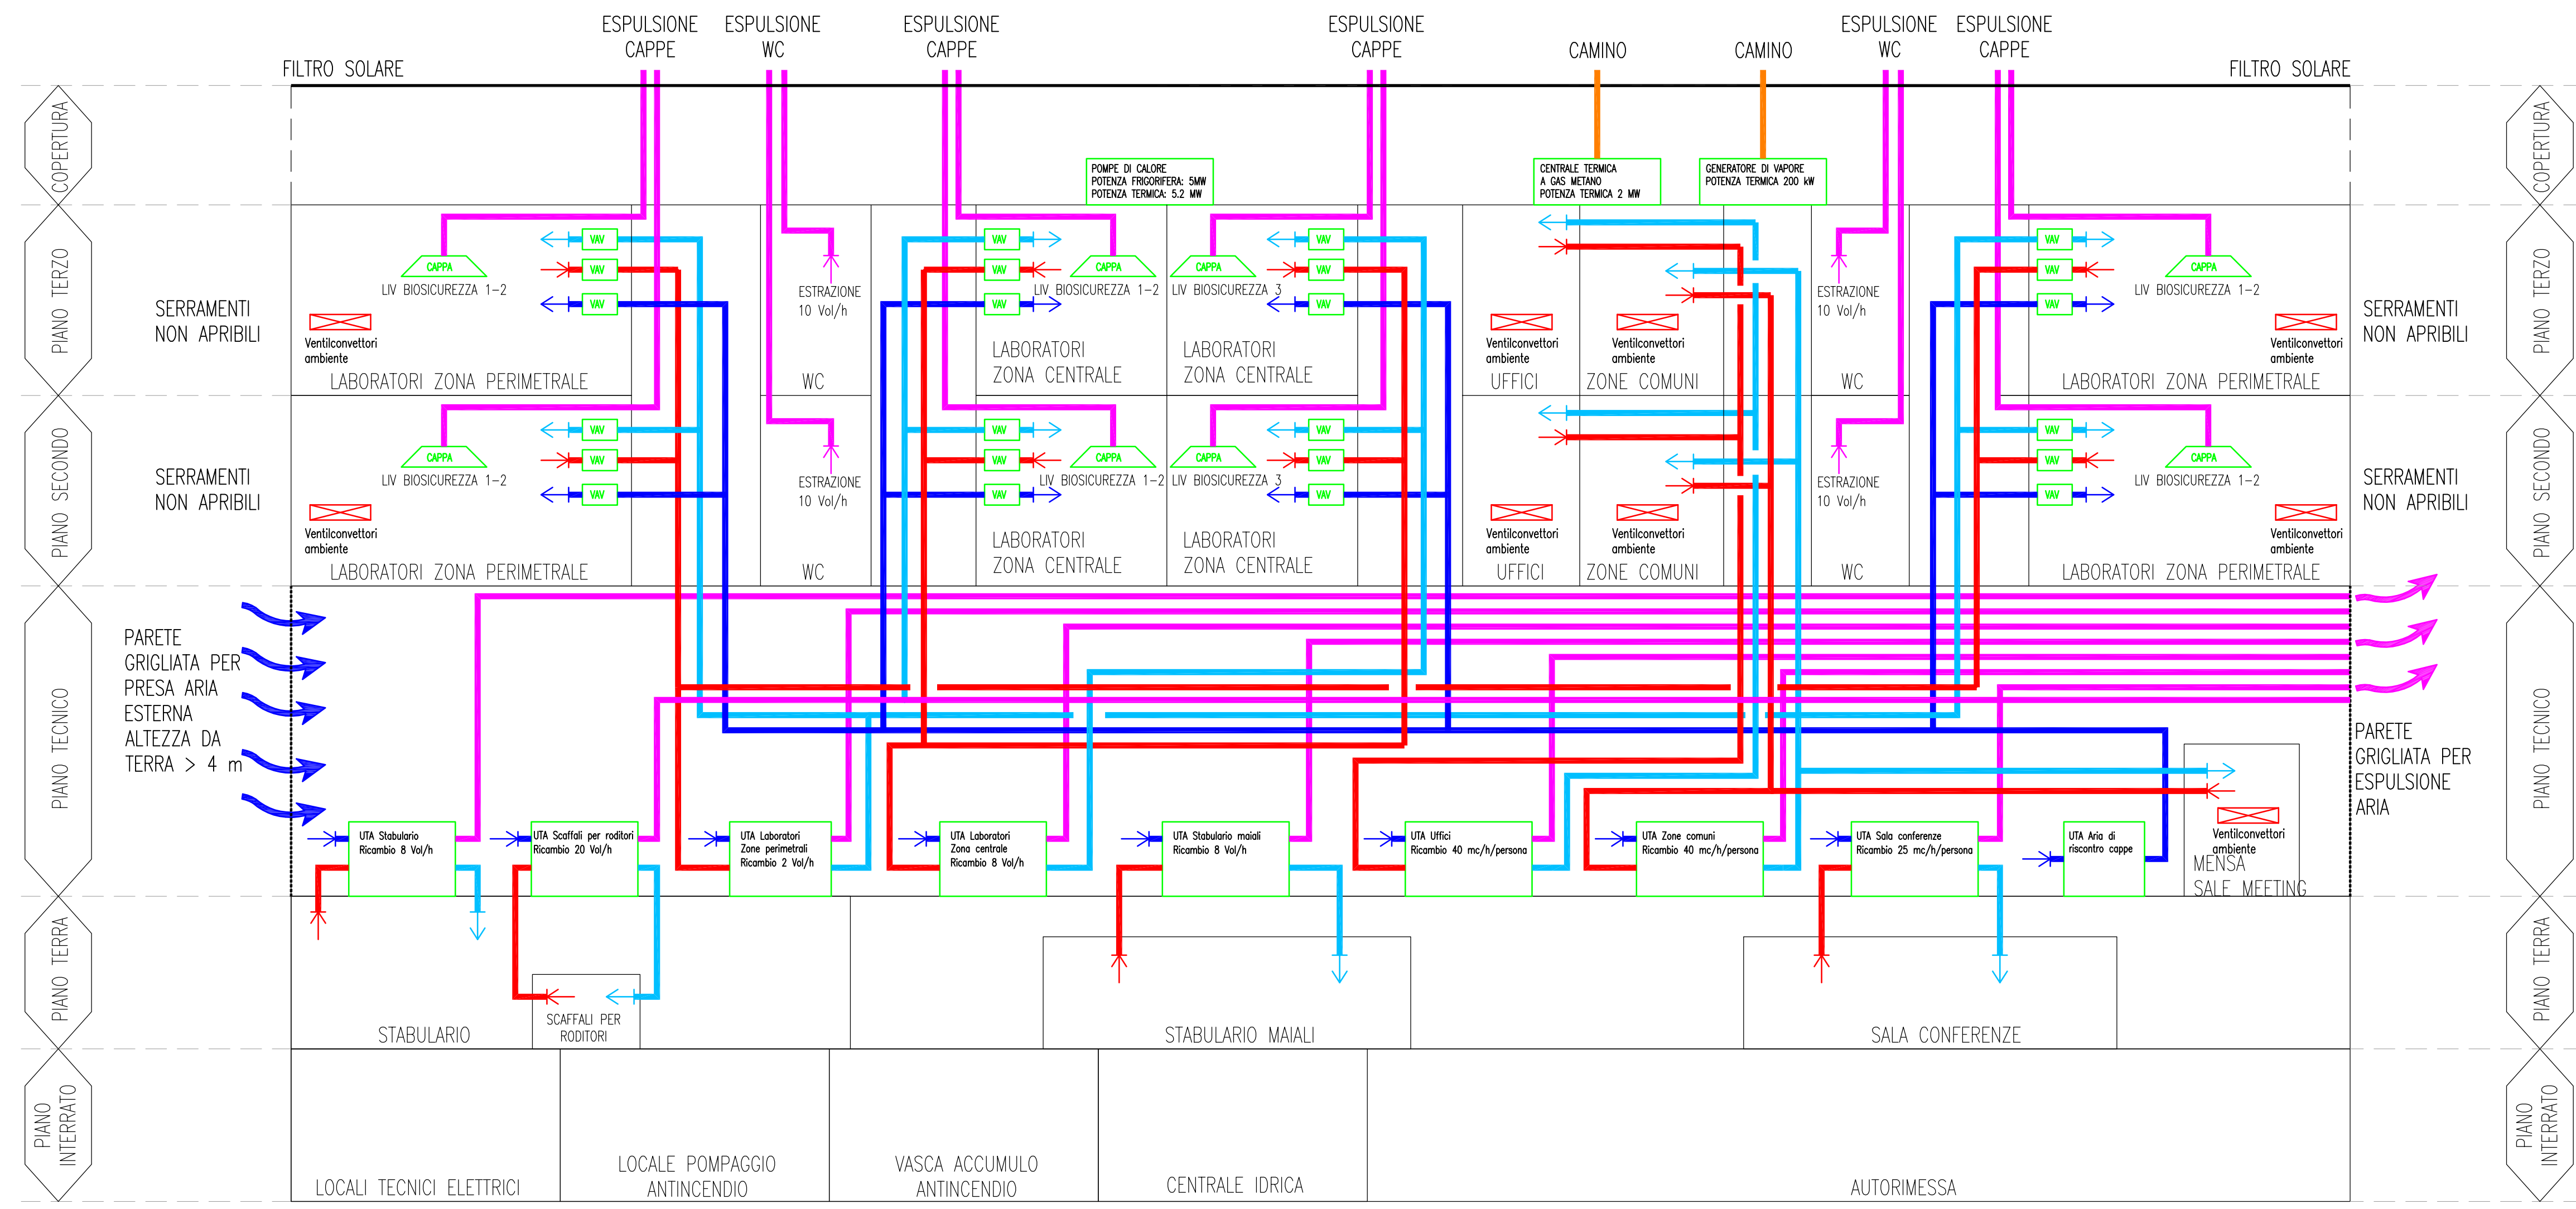 ESPULSIONE
CAPPE
ESPULSIONE
WC
ESPULSIONE
CAPPE
ESPULSIONE
CAPPE
CAMINO
CAMINO
ESPULSIONE
WC
ESPULSIONE
CAPPE
FILTRO SOLARE
FILTRO SOLARE
COPERTURA
COPERTURA
POMPE DI CALORE
POTENZA FRIGORIFERA: 5MW
POTENZA TERMICA: 5.2 MW
CENTRALE TERMICA
A GAS METANO
POTENZA TERMICA 2 MW
GENERATORE DI VAPORE
POTENZA TERMICA 200 kW
PIANO TERZO
SERRAMENTI
NON APRIBILI
CAPPA
LIV BIOSICUREZZA 1-2
VAV
VAV
VAV
Ventilconvettori
ambiente
LABORATORI ZONA PERIMETRALE
ESTRAZIONE
10 Vol/h
WC
VAV
VAV
VAV
CAPPA
LIV BIOSICUREZZA 1-2
LABORATORI
ZONA CENTRALE
CAPPA
LIV BIOSICUREZZA 3
VAV
VAV
VAV
LABORATORI
ZONA CENTRALE
Ventilconvettori
ambiente
UFFICI
Ventilconvettori
ambiente
ZONE COMUNI
ESTRAZIONE
10 Vol/h
WC
VAV
VAV
VAV
CAPPA
LIV BIOSICUREZZA 1-2
Ventilconvettori
ambiente
LABORATORI ZONA PERIMETRALE
SERRAMENTI
NON APRIBILI
PIANO TERZO
PIANO SECONDO
SERRAMENTI
NON APRIBILI
CAPPA
LIV BIOSICUREZZA 1-2
VAV
VAV
VAV
Ventilconvettori
ambiente
LABORATORI ZONA PERIMETRALE
ESTRAZIONE
10 Vol/h
WC
VAV
VAV
VAV
CAPPA
LIV BIOSICUREZZA 1-2
LABORATORI
ZONA CENTRALE
CAPPA
LIV BIOSICUREZZA 3
VAV
VAV
VAV
LABORATORI
ZONA CENTRALE
Ventilconvettori
ambiente
UFFICI
Ventilconvettori
ambiente
ZONE COMUNI
ESTRAZIONE
10 Vol/h
WC
VAV
VAV
VAV
CAPPA
LIV BIOSICUREZZA 1-2
Ventilconvettori
ambiente
LABORATORI ZONA PERIMETRALE
SERRAMENTI
NON APRIBILI
PIANO SECONDO
PIANO TECNICO
PARETE
GRIGLIATA PER
PRESA ARIA
ESTERNA
ALTEZZA DA
TERRA > 4 m
UTA Stabulario
Ricambio 8 Vol/h
UTA Scaffali per roditori
Ricambio 20 Vol/h
UTA Laboratori
Zone perimetrali
Ricambio 2 Vol/h
UTA Laboratori
Zona centrale
Ricambio 8 Vol/h
UTA Stabulario maiali
Ricambio 8 Vol/h
UTA Uffici
Ricambio 40 mc/h/persona
UTA Zone comuni
Ricambio 40 mc/h/persona
UTA Sala conferenze
Ricambio 25 mc/h/persona
UTA Aria di
riscontro cappe
Ventilconvettori
ambiente
MENSA
SALE MEETING
PARETE
GRIGLIATA PER
ESPULSIONE
ARIA
PIANO TECNICO
PIANO TERRA
STABULARIO
SCAFFALI PER
RODITORI
STABULARIO MAIALI
SALA CONFERENZE
PIANO TERRA
PIANO
INTERRATO
LOCALI TECNICI ELETTRICI
LOCALE POMPAGGIO
ANTINCENDIO
VASCA ACCUMULO
ANTINCENDIO
CENTRALE IDRICA
AUTORIMESSA
PIANO
INTERRATO